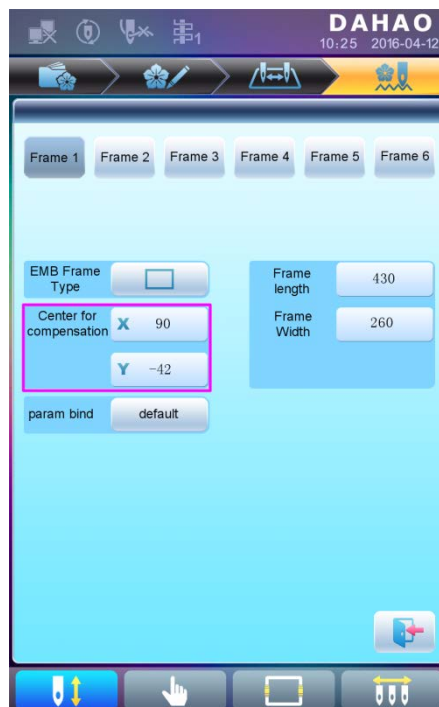 DAHAO
1
10:25 2016-04-12
Frame 1 Frame 2 Frame 3 Frame 4 Frame 5 Frame 6
EMB Frame
Type
Frame
length
430
Center for
compensation
X 90
Frame
Width
260
Y -42
param bind
default